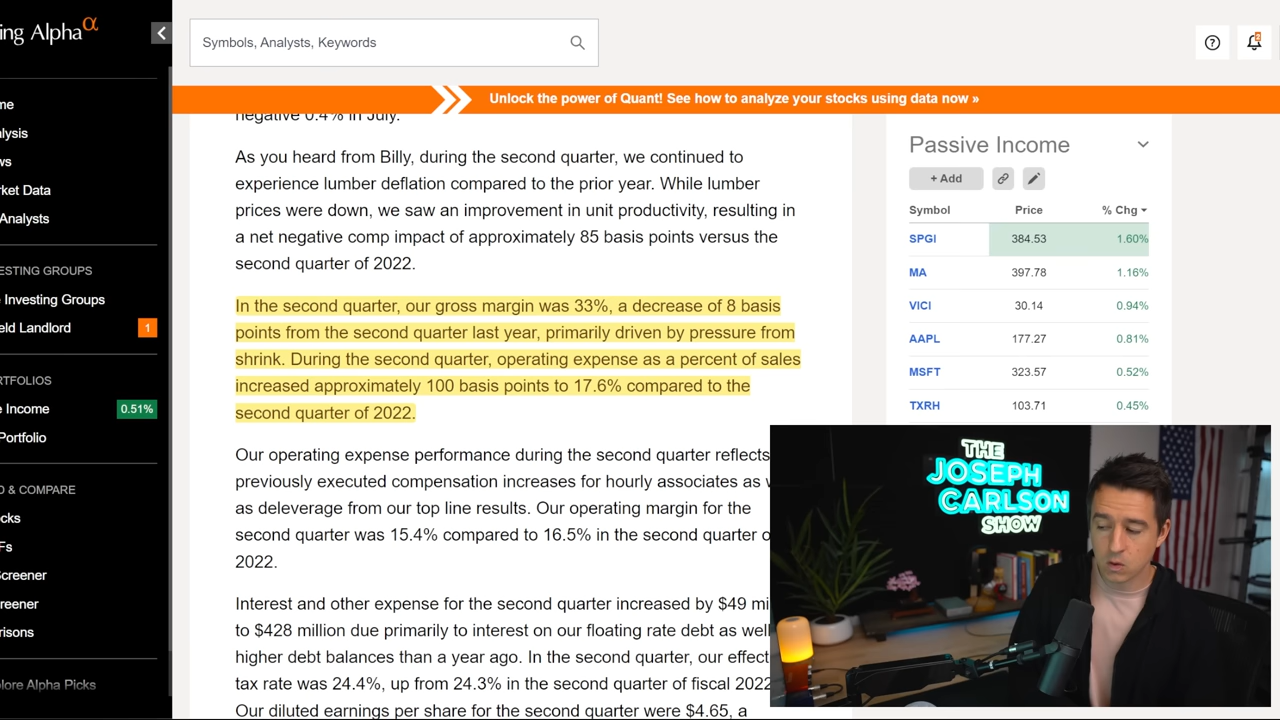 ing Alpha α
Symbols, Analysts, Keywords
Unlock the power of Quant! See how to analyze your stocks using data now »
me
lysis
ws
rket Data
Analysts
ESTING GROUPS
Investing Groups
eld Landlord 1
RTFOLIOS
e Income 0.51%
Portfolio
D & COMPARE
cks
Fs
Screener
reener
risons
lore Alpha Picks
negative 0.4% in July.
As you heard from Billy, during the second quarter, we continued to
experience lumber deflation compared to the prior year. While lumber
prices were down, we saw an improvement in unit productivity, resulting in
a net negative comp impact of approximately 85 basis points versus the
second quarter of 2022.
In the second quarter, our gross margin was 33%, a decrease of 8 basis
points from the second quarter last year, primarily driven by pressure from
shrink. During the second quarter, operating expense as a percent of sales
increased approximately 100 basis points to 17.6% compared to the
second quarter of 2022.
Our operating expense performance during the second quarter reflects
previously executed compensation increases for hourly associates as w
as deleverage from our top line results. Our operating margin for the
second quarter was 15.4% compared to 16.5% in the second quarter o
2022.
Interest and other expense for the second quarter increased by $49 mi
to $428 million due primarily to interest on our floating rate debt as well
higher debt balances than a year ago. In the second quarter, our effect
tax rate was 24.4%, up from 24.3% in the second quarter of fiscal 2022
Our diluted earnings per share for the second quarter were $4.65, a
Passive Income
+ Add
Symbol Price % Chg
SPGI 384.53 1.60%
MA 397.78 1.16%
VICI 30.14 0.94%
AAPL 177.27 0.81%
MSFT 323.57 0.52%
TXRH 103.71 0.45%
THE
JOSEPH
CARLSON
SHOW